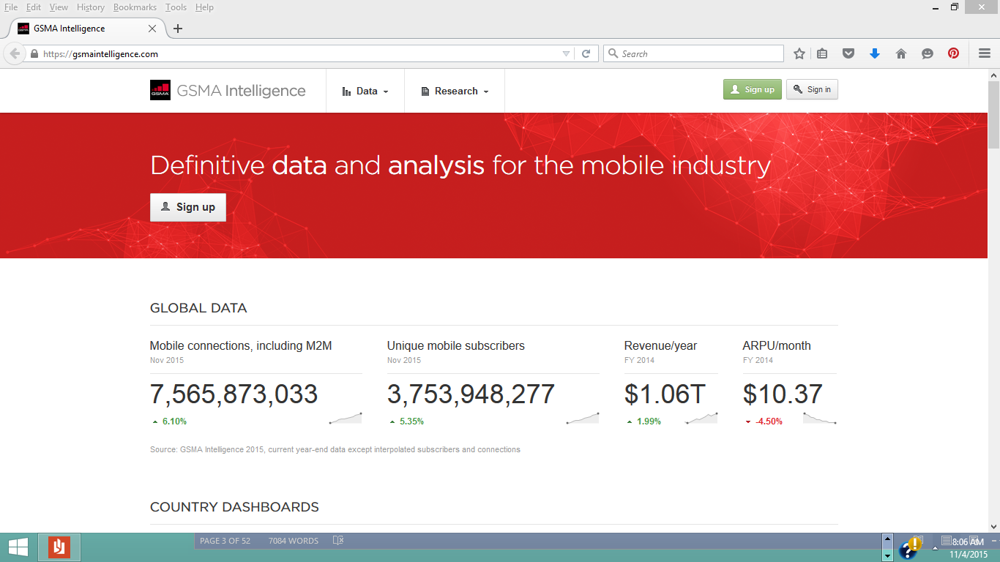 File Edit View History Bookmarks Tools Help
GSMA Intelligence
https://gsmaintelligence.com
Search
GSMA
GSMA Intelligence
Data
Research
Sign up
Sign in
Definitive data and analysis for the mobile industry
Sign up
GLOBAL DATA
Mobile connections, including M2M
Nov 2015
7,565,873,033
6.10%
Unique mobile subscribers
Nov 2015
3,753,948,277
5.35%
Revenue/year
FY 2014
$1.06T
1.99%
ARPU/month
FY 2014
$10.37
-4.50%
Source: GSMA Intelligence 2015, current year-end data except interpolated subscribers and connections
COUNTRY DASHBOARDS
PAGE 3 OF 52 7084 WORDS
8:06 AM
11/4/2015